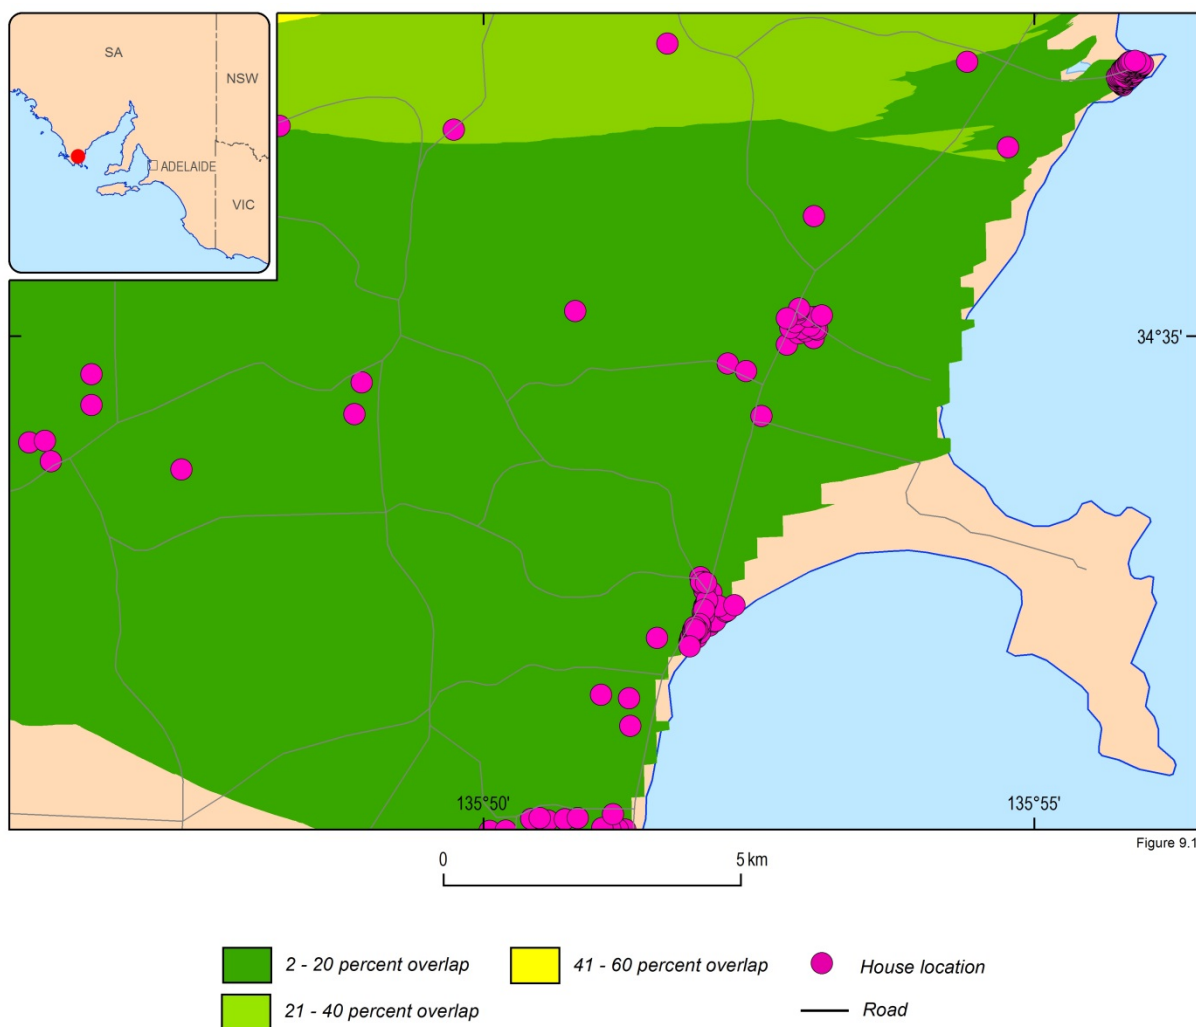 SA
NSW
ADELAIDE
VIC
34°35'
135°50'
135°55'
Figure 9.1
0
5 km
2 - 20 percent overlap
41 - 60 percent overlap
House location
21 - 40 percent overlap
Road